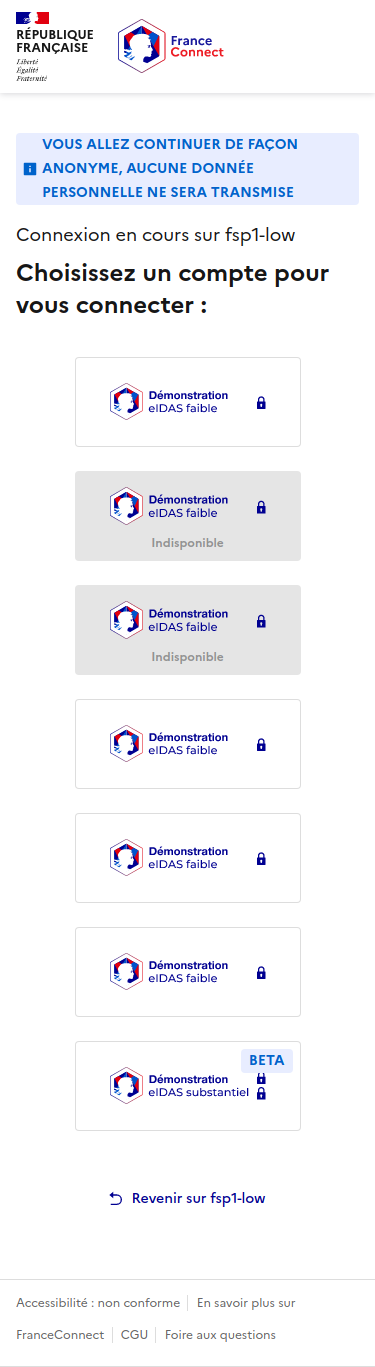 RÉPUBLIQUE
FRANÇAISE
Liberté
Égalité
Fraternité
France
Connect
VOUS ALLEZ CONTINUER DE FAÇON
ANONYME, AUCUNE DONNÉE
PERSONNELLE NE SERA TRANSMISE
Connexion en cours sur fsp1-low
Choisissez un compte pour
vous connecter :
Démonstration
eIDAS faible
Démonstration
eIDAS faible
Indisponible
Démonstration
eIDAS faible
Indisponible
Démonstration
eIDAS faible
Démonstration
eIDAS faible
Démonstration
eIDAS faible
BETA
Démonstration
eIDAS substantiel
Revenir sur fsp1-low
Accessibilité : non conforme
En savoir plus sur
FranceConnect
CGU
Foire aux questions